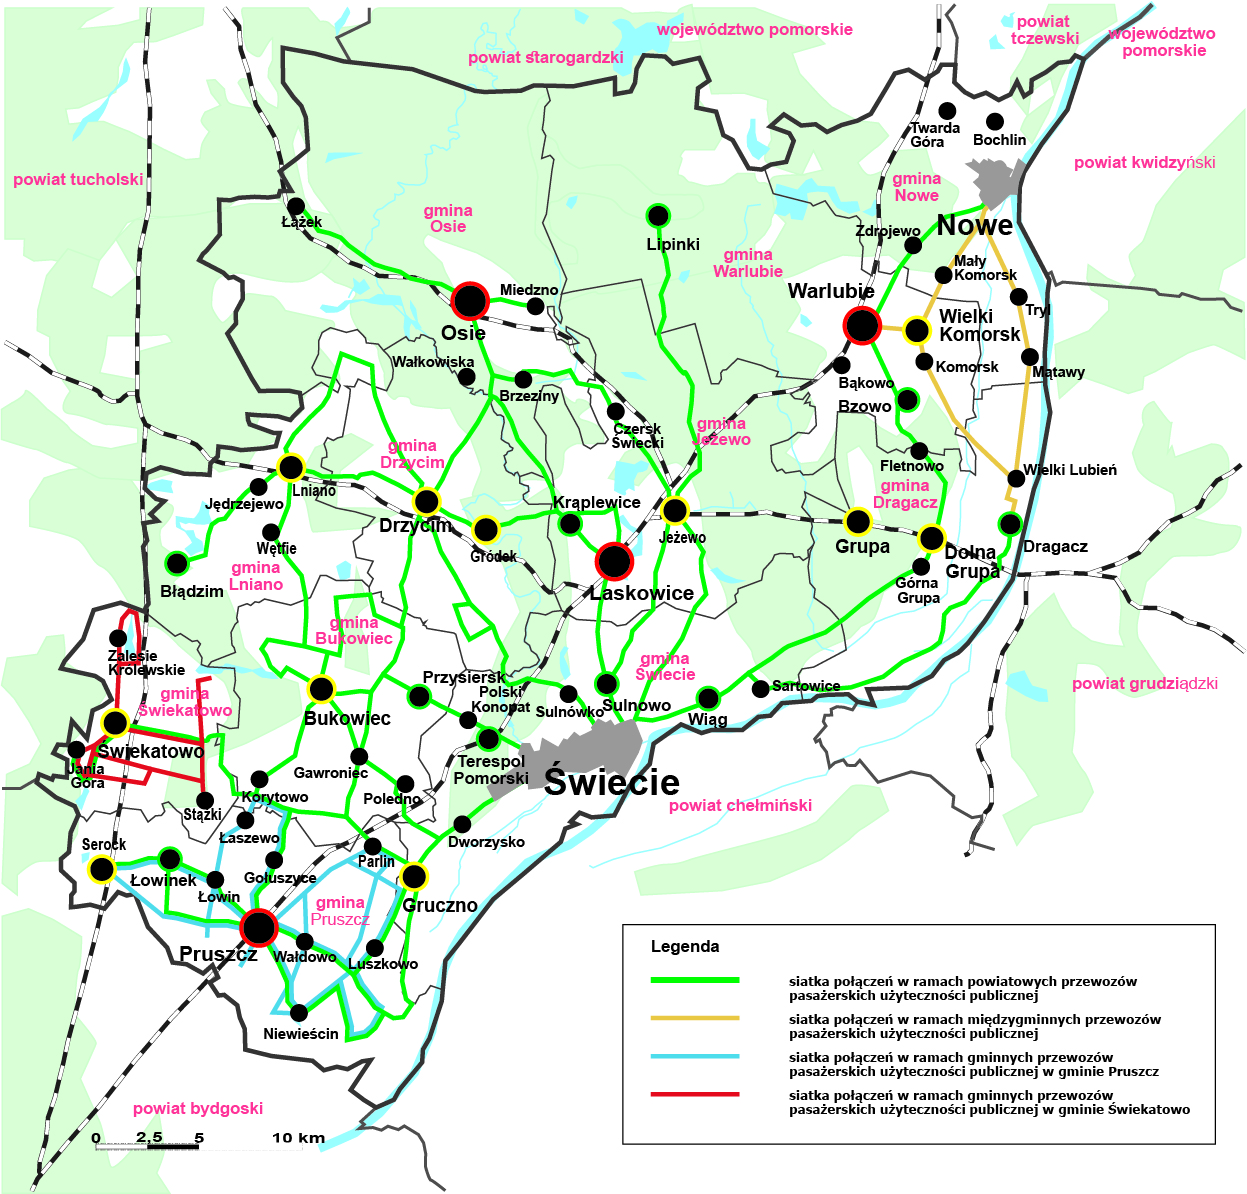 województwo pomorskie
powiat starogardzki
powiat
tczewski
województwo
pomorskie
Twarda
Góra
Bochlin
powiat kwidzyński
powiat tucholski
gmina
Nowe
gmina
Osie
Łążek
Nowe
Zdrojewo
Lipinki
gmina
Warlubie
Mały
Komorsk
Miedzno
Warlubie
Osie
Wielki
Komorsk
Tryl
Wałkowiska
Brzeziny
Bąkowo
Komorsk
Mątawy
Bzowo
Czersk
Świecki
gmina
Jeżewo
gmina
Drzycim
Fletnowo
Wielki Lubień
gmina
Dragacz
Lniano
Jędrzejewo
Krąplewice
Drzycim
Jeżewo
Grupa
Dragacz
Wętfie
Gródek
Dolna
Grupa
gmina
Lniano
Błądzim
Laskowice
Górna
Grupa
gmina
Bukowiec
Zalesie
Królewskie
gmina
Świecie
Przysiersk
gmina
Świekatowo
Polski
Konopat
Sulnówko
Sulnowo
Sartowice
powiat grudziądzki
Bukowiec
Wiąg
Świekatowo
Jania
Góra
Gawroniec
Terespol
Pomorski
Świecie
Korytowo
Poledno
powiat chełmiński
Stążki
Łaszewo
Dworzysko
Serock
Parlin
Łowinek
Gołuszyce
Łowin
Gruczno
gmina
Pruszcz
Pruszcz
Wałdowo
Luszkowo
Niewieścin
powiat bydgoski
0 2,5 5 10 km
Legenda
siatka połączeń w ramach powiatowych przewozów
pasażerskich użyteczności publicznej
siatka połączeń w ramach międzygminnych przewozów
pasażerskich użyteczności publicznej
siatka połączeń w ramach gminnych przewozów
pasażerskich użyteczności publicznej w gminie Pruszcz
siatka połączeń w ramach gminnych przewozów
pasażerskich użyteczności publicznej w gminie Świekatowo